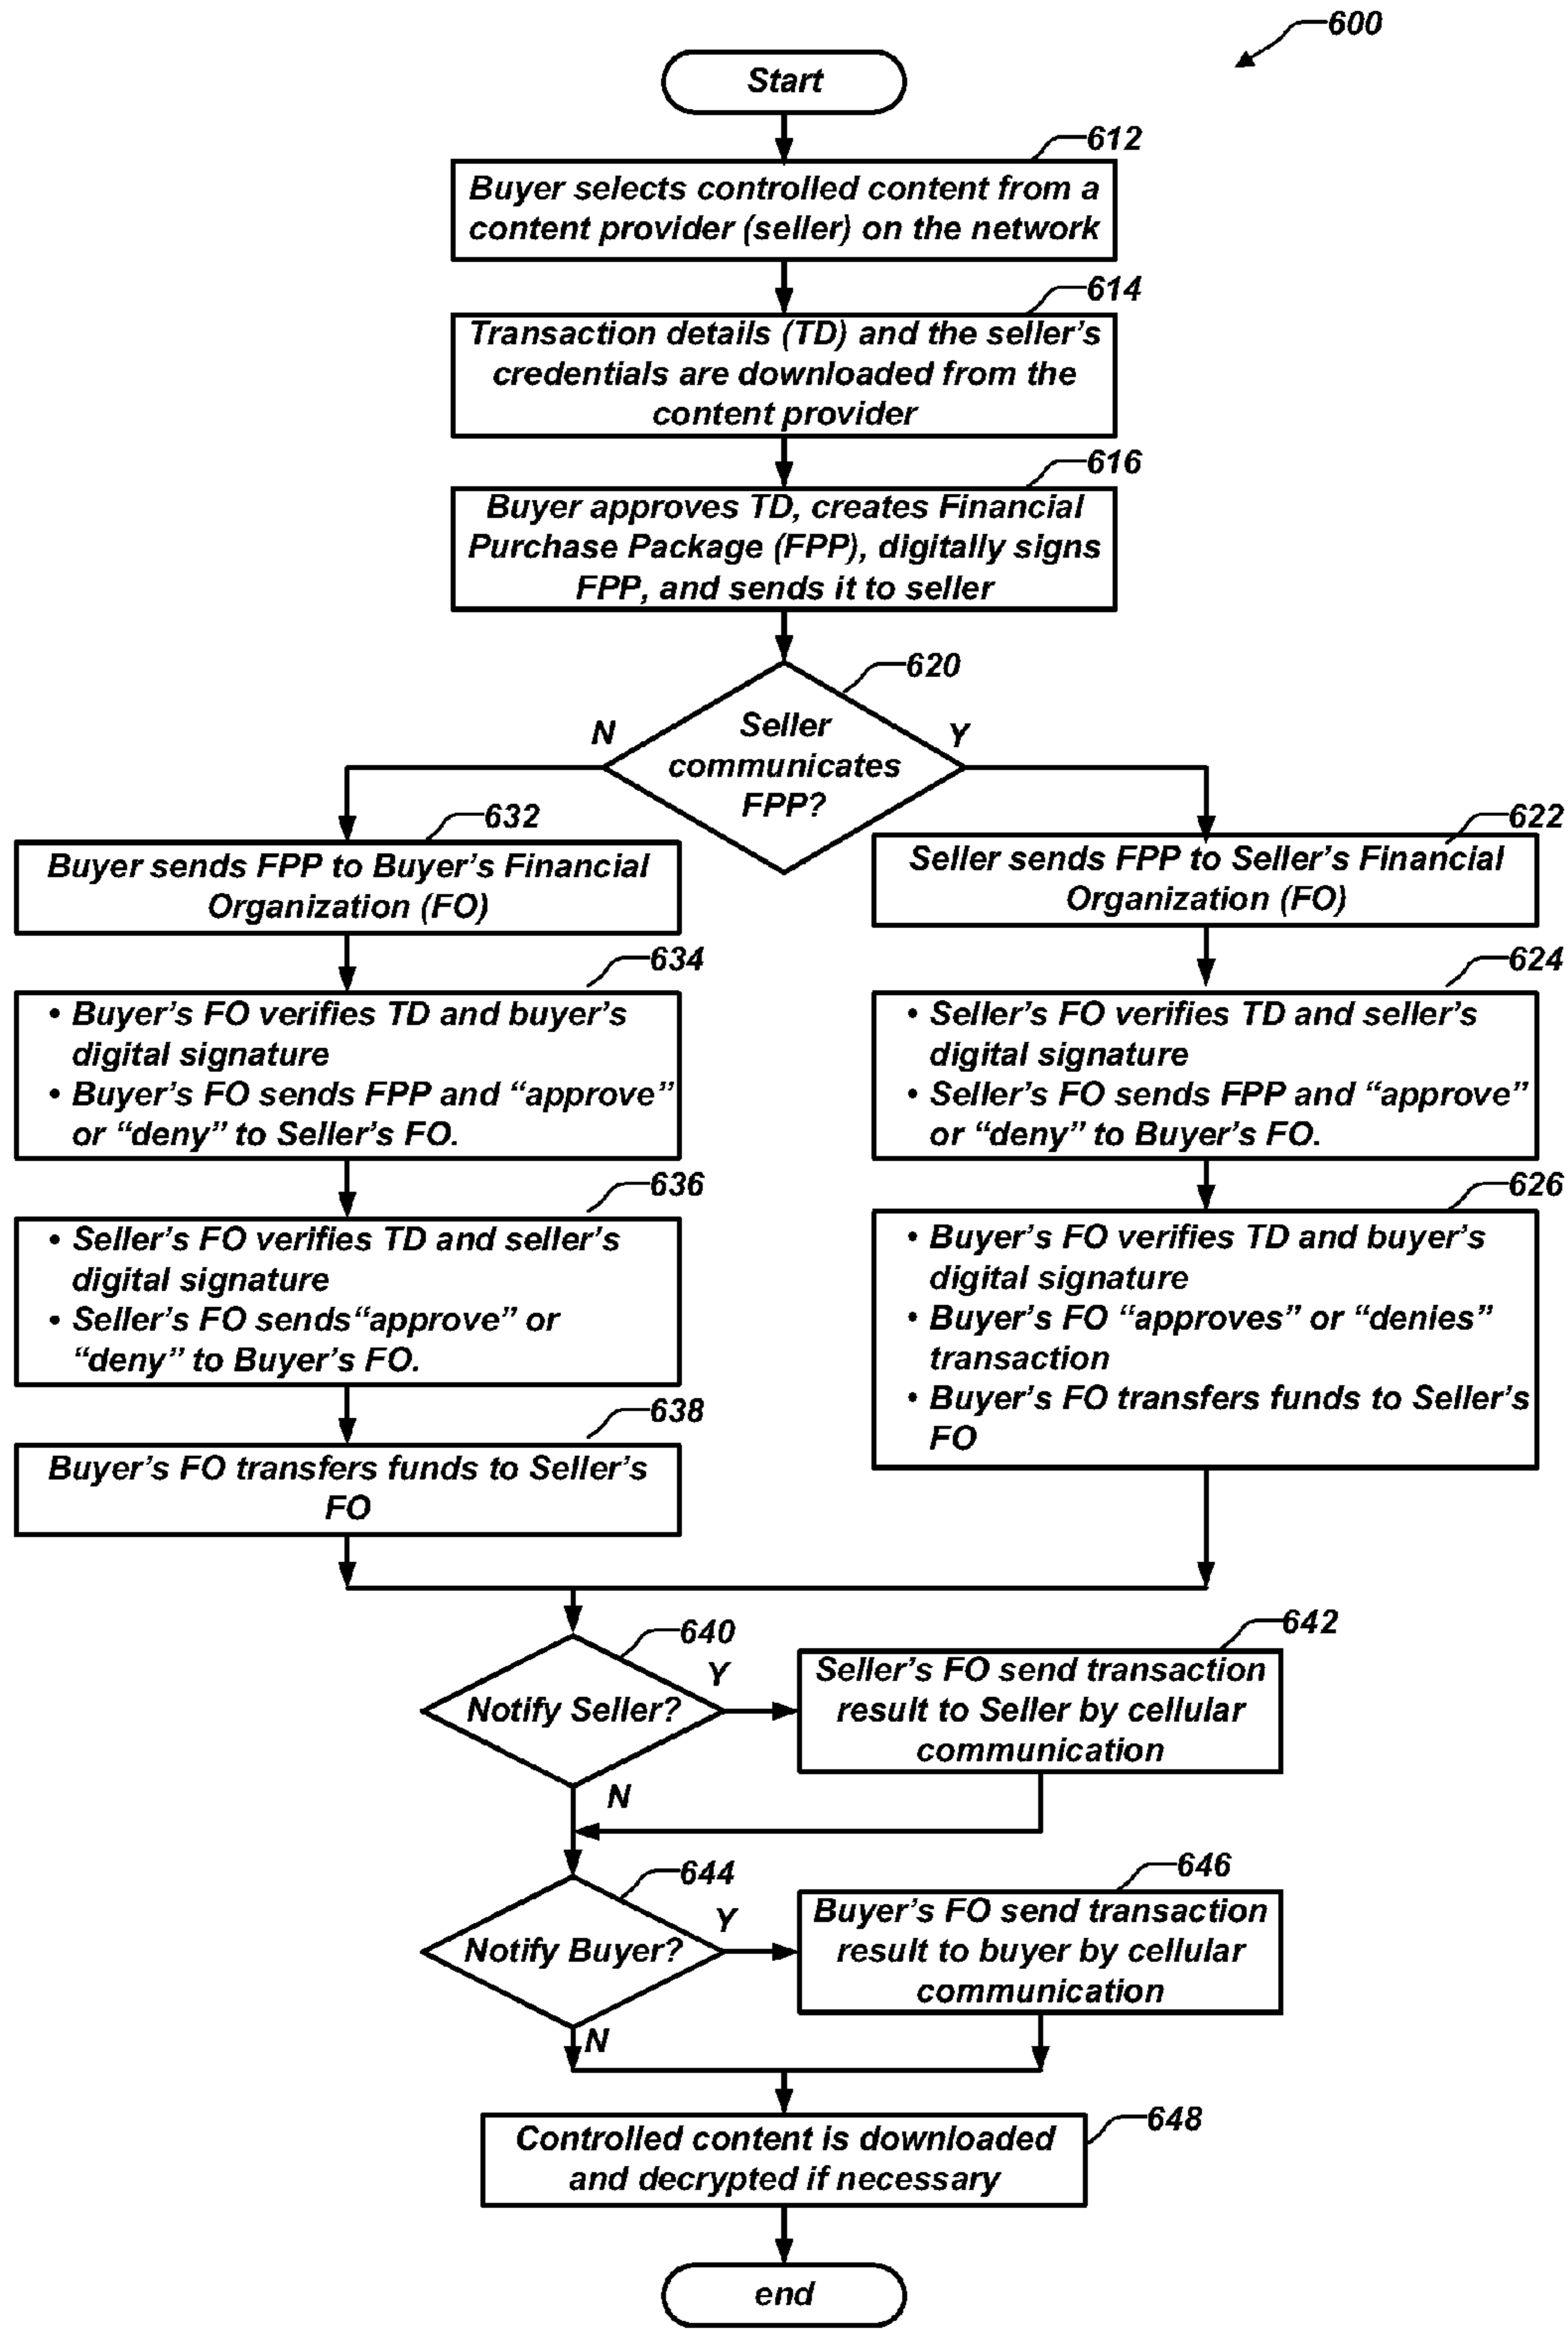 600
Start
612
Buyer selects controlled content from a
content provider (seller) on the network
614
Transaction details (TD) and the seller's
credentials are downloaded from the
content provider
616
Buyer approves TD, creates Financial
Purchase Package (FPP), digitally signs
FPP, and sends it to seller
620
Seller
communicates
FPP?
N
Y
632
Buyer sends FPP to Buyer's Financial
Organization (FO)
634
• Buyer's FO verifies TD and buyer's
digital signature
• Buyer's FO sends FPP and “approve”
or “deny” to Seller's FO.
636
• Seller's FO verifies TD and seller's
digital signature
• Seller's FO sends“approve” or
“deny” to Buyer's FO.
638
Buyer's FO transfers funds to Seller's
FO
622
Seller sends FPP to Seller's Financial
Organization (FO)
624
• Seller's FO verifies TD and seller's
digital signature
• Seller's FO sends FPP and “approve”
or “deny” to Buyer's FO.
626
• Buyer's FO verifies TD and buyer's
digital signature
• Buyer's FO “approves” or “denies”
transaction
• Buyer's FO transfers funds to Seller's
FO
640
Notify Seller?
Y
N
642
Seller's FO send transaction
result to Seller by cellular
communication
644
Notify Buyer?
Y
N
646
Buyer's FO send transaction
result to buyer by cellular
communication
648
Controlled content is downloaded
and decrypted if necessary
end